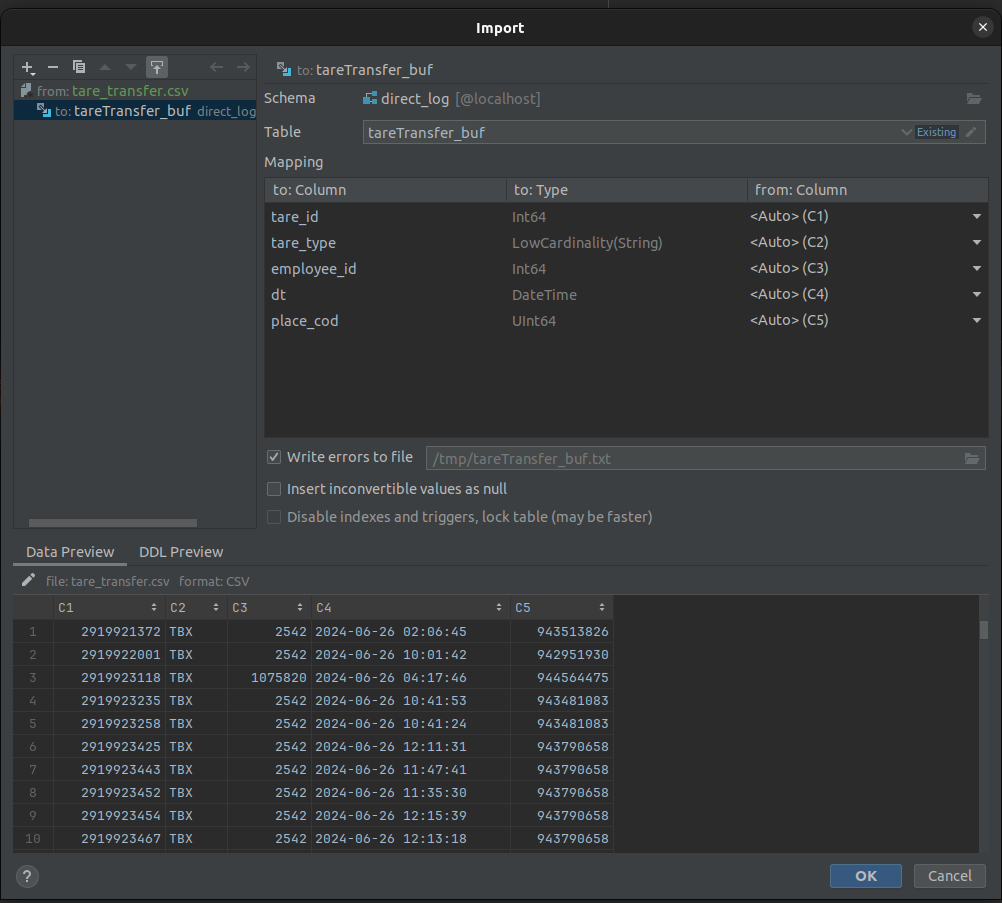 Import
from: tare_transfer.csv
to: tareTransfer_buf direct_log
to: tareTransfer_buf
Schema direct_log [@localhost]
Table tareTransfer_buf Existing
Mapping
to: Column to: Type from: Column
tare_id Int64 <Auto> (C1)
tare_type LowCardinality(String) <Auto> (C2)
employee_id Int64 <Auto> (C3)
dt DateTime <Auto> (C4)
place_cod UInt64 <Auto> (C5)
Write errors to file /tmp/tareTransfer_buf.txt
Insert inconvertible values as null
Disable indexes and triggers, lock table (may be faster)
Data Preview DDL Preview
file: tare_transfer.csv format: CSV
C1 C2 C3 C4 C5
1 2919921372 TBX 2542 2024-06-26 02:06:45 943513826
2 2919922001 TBX 2542 2024-06-26 10:01:42 942951930
3 2919923118 TBX 1075820 2024-06-26 04:17:46 944564475
4 2919923235 TBX 2542 2024-06-26 10:41:53 943481083
5 2919923258 TBX 2542 2024-06-26 10:41:24 943481083
6 2919923425 TBX 2542 2024-06-26 12:11:31 943790658
7 2919923443 TBX 2542 2024-06-26 11:47:41 943790658
8 2919923452 TBX 2542 2024-06-26 11:35:30 943790658
9 2919923454 TBX 2542 2024-06-26 12:15:39 943790658
10 2919923467 TBX 2542 2024-06-26 12:13:18 943790658
? OK Cancel